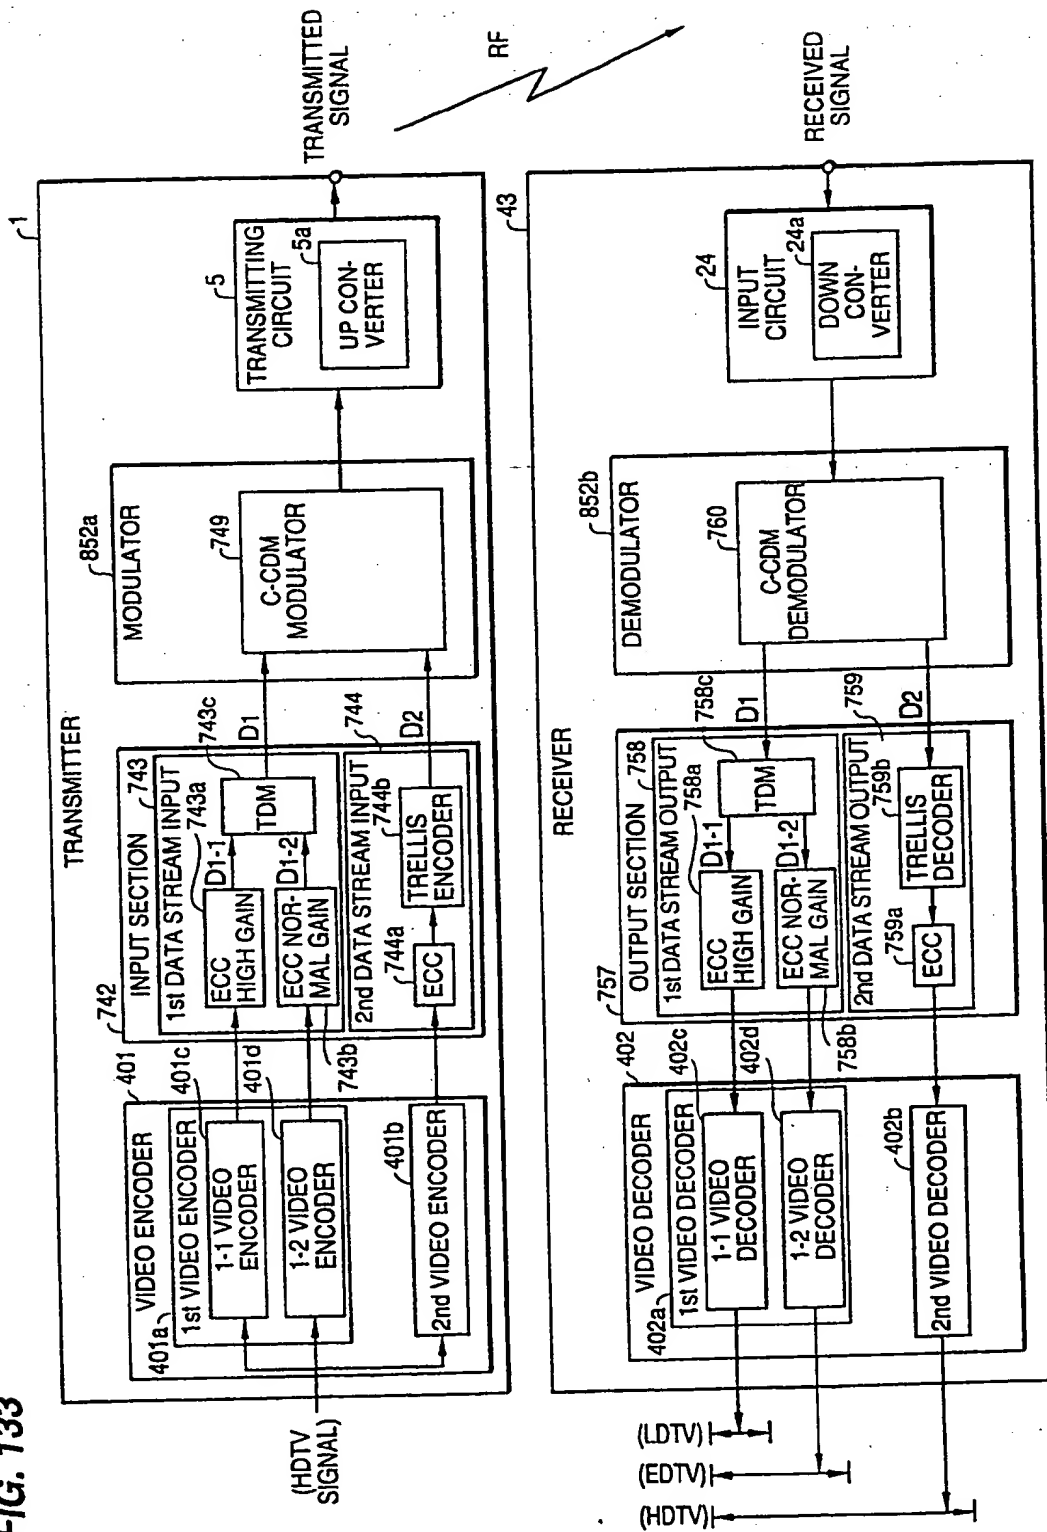 FIG. 133
1
TRANSMITTER
(HDTV
SIGNAL)
401
VIDEO ENCODER
401a
1st VIDEO ENCODER
401c
1-1 VIDEO
ENCODER
401d
1-2 VIDEO
ENCODER
401b
2nd VIDEO ENCODER
742
INPUT SECTION
743
1st DATA STREAM INPUT
743a
ECC
HIGH GAIN
D1-1
743c
TDM
D1
ECC NOR-
MAL GAIN
D1-2
743b
744
2nd DATA STREAM INPUT
744a
ECC
744b
TRELLIS
ENCODER
D2
852a
MODULATOR
749
C-CDM
MODULATOR
5
TRANSMITTING
CIRCUIT
5a
UP CON-
VERTER
TRANSMITTED
SIGNAL
RF
43
RECEIVER
RECEIVED
SIGNAL
24
INPUT
CIRCUIT
24a
DOWN
CON-
VERTER
852b
DEMODULATOR
760
C-CDM
DEMODULATOR
757
OUTPUT SECTION
758
1st DATA STREAM OUTPUT
758a
ECC
HIGH GAIN
D1-1
758c
TDM
D1
ECC NOR-
MAL GAIN
D1-2
758b
759
2nd DATA STREAM OUTPUT
759a
ECC
759b
TRELLIS
DECODER
D2
402
VIDEO DECODER
402a
1st VIDEO DECODER
402c
1-1 VIDEO
DECODER
402d
1-2 VIDEO
DECODER
402b
2nd VIDEO DECODER
(LDTV)
(EDTV)
(HDTV)